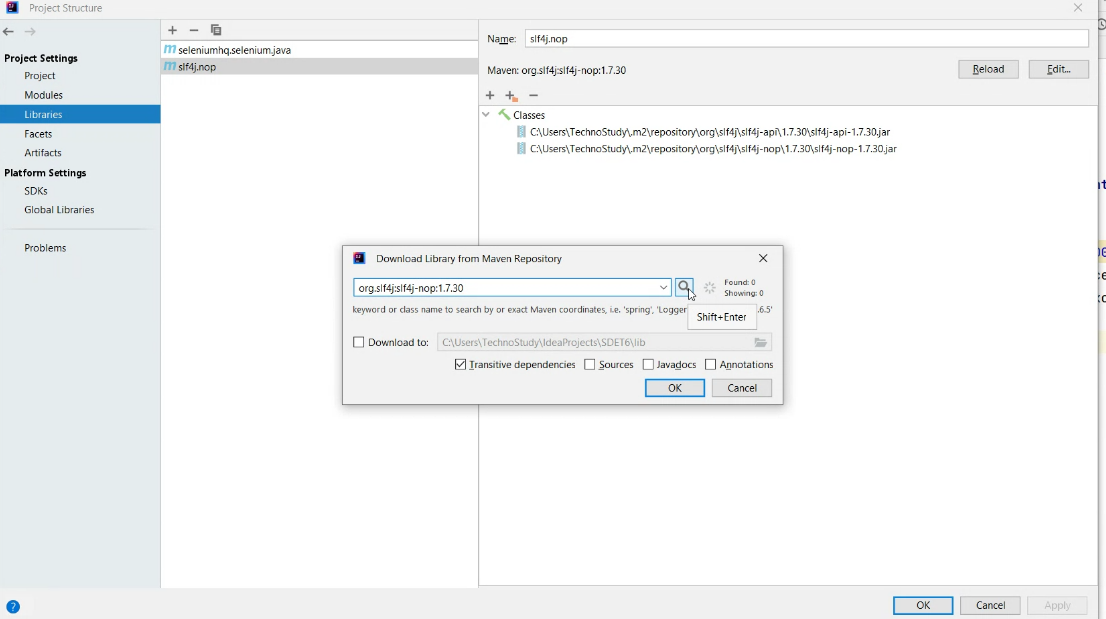 Project Structure
Project Settings
Project
Modules
Libraries
Facets
Artifacts
Platform Settings
SDKs
Global Libraries
Problems
seleniumhq.selenium.java
slf4j.nop
Name: slf4j.nop
Maven: org.slf4j:slf4j-nop:1.7.30
Reload
Edit...
Classes
C:\Users\TechnoStudy\.m2\repository\org\slf4j\slf4j-api\1.7.30\slf4j-api-1.7.30.jar
C:\Users\TechnoStudy\.m2\repository\org\slf4j\slf4j-nop\1.7.30\slf4j-nop-1.7.30.jar
Download Library from Maven Repository
org.slf4j:slf4j-nop:1.7.30
Found: 0
Showing: 0
keyword or class name to search by or exact Maven coordinates, i.e. 'spring', 'Logger
.6.5'
Shift+Enter
Download to: C:\Users\TechnoStudy\IdeaProjects\SDET6\lib
Transitive dependencies
Sources
Javadocs
Annotations
OK
Cancel
?
OK
Cancel
Apply